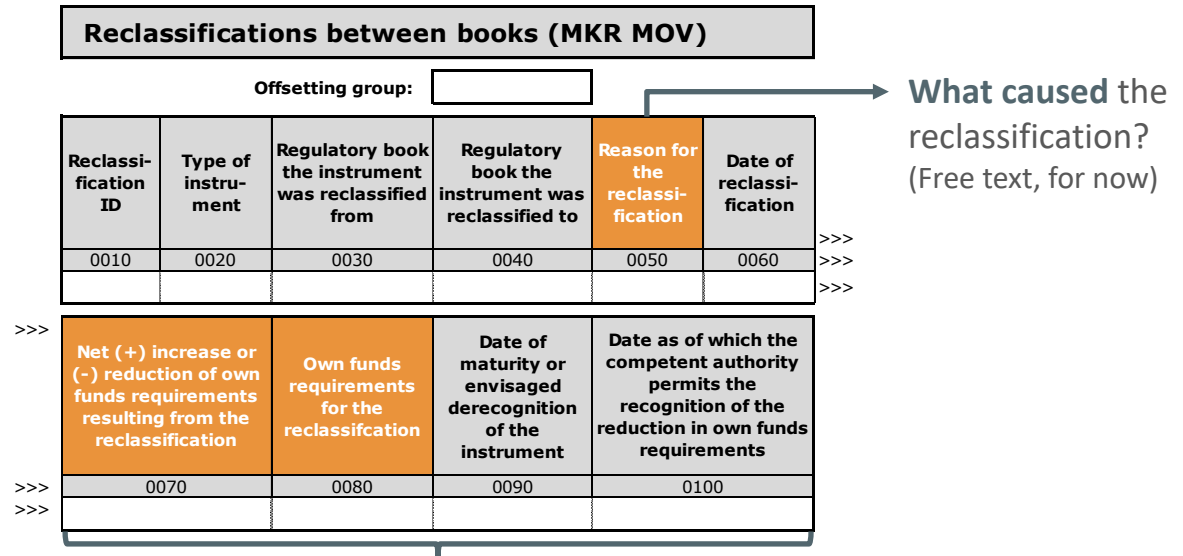 Reclassifications between books (MKR MOV)
Offsetting group:
What caused the
reclassification?
(Free text, for now)
Reclassi-
fication
ID
Type of
instru-
ment
Regulatory book
the instrument
was reclassified
from
Regulatory
book the
instrument was
reclassified to
Reason for
the
reclassi-
fication
Date of
reclassi-
fication
>>>
0010 0020 0030 0040 0050 0060 >>>
>>>
>>>
Net (+) increase or
(-) reduction of own
funds requirements
resulting from the
reclassification
Own funds
requirements
for the
reclassifcation
Date of
maturity or
envisaged
derecognition
of the
instrument
Date as of which the
competent authority
permits the
recognition of the
reduction in own funds
requirements
>>> 0070 0080 0090 0100
>>>